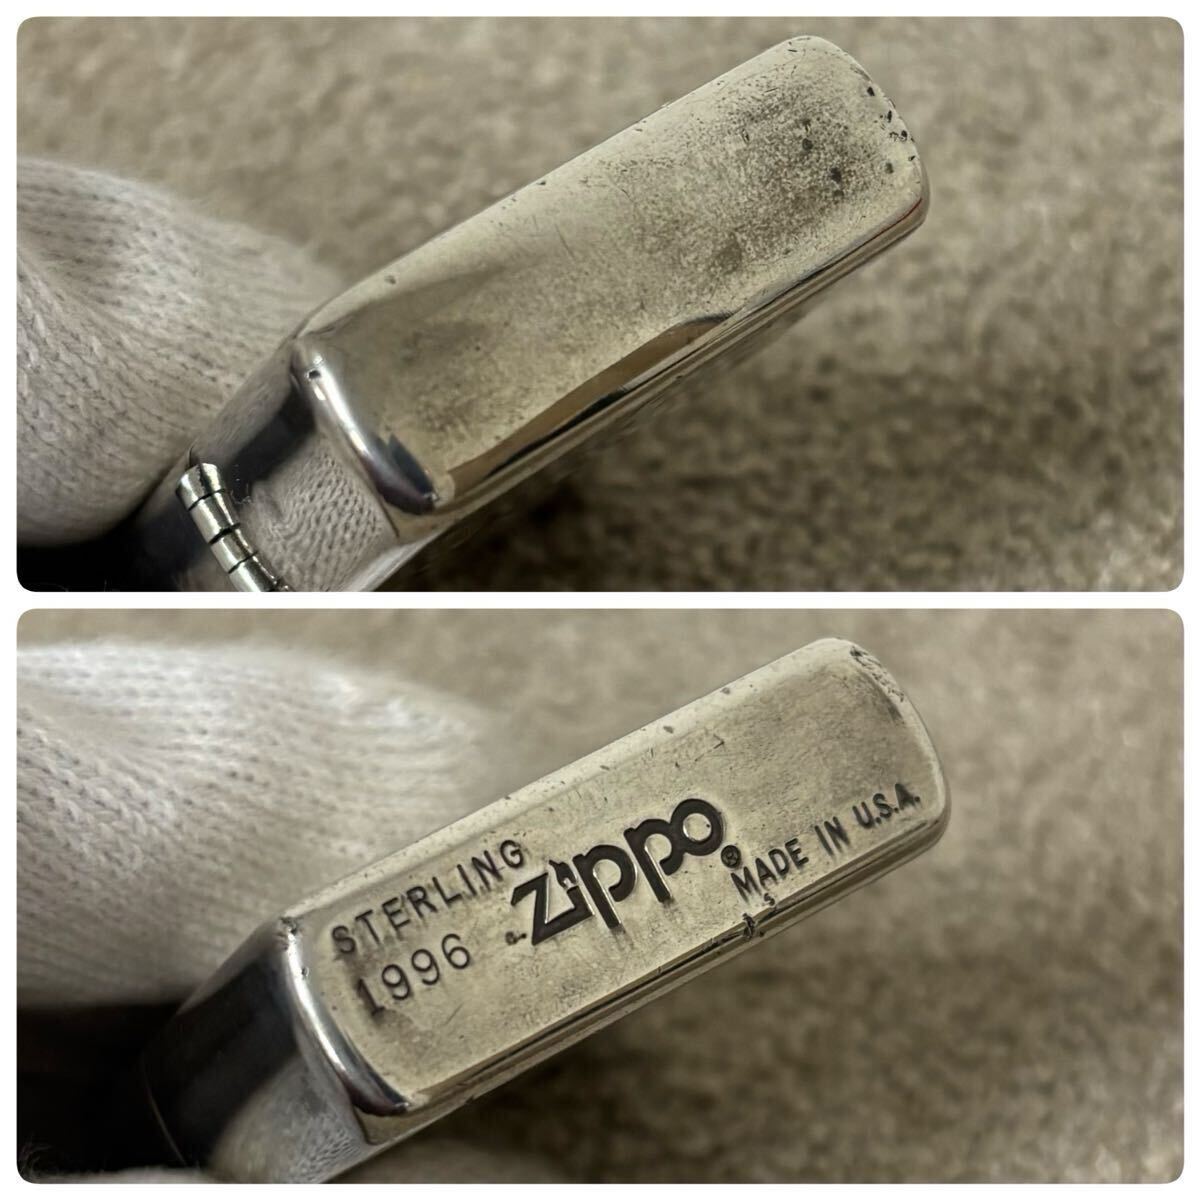 STERLING
1996
zippo®
MADE IN U.S.A.